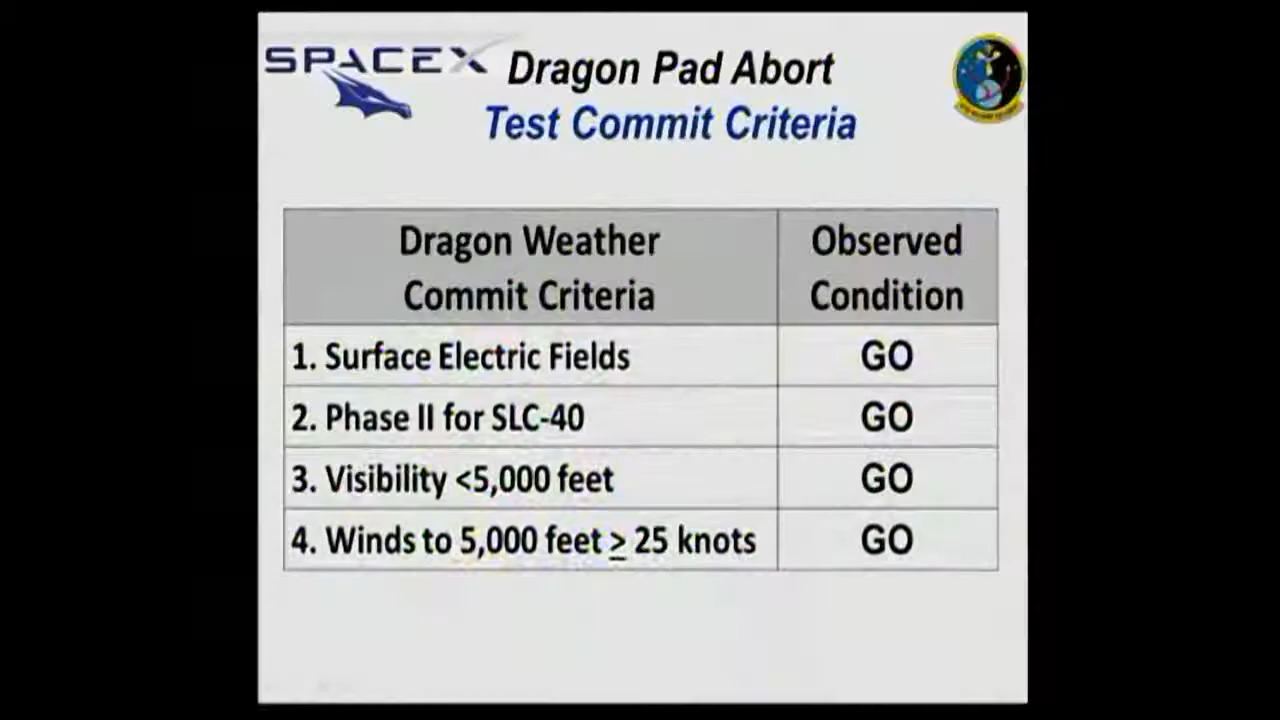 SPACEX
Dragon Pad Abort
Test Commit Criteria
Dragon Weather
Commit Criteria
Observed
Condition
1. Surface Electric Fields
GO
2. Phase II for SLC-40
GO
3. Visibility <5,000 feet
GO
4. Winds to 5,000 feet ≥ 25 knots
GO